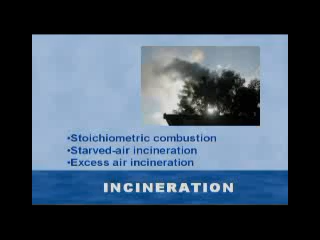 •Stoichiometric combustion
•Starved-air incineration
•Excess air incineration
INCINERATION